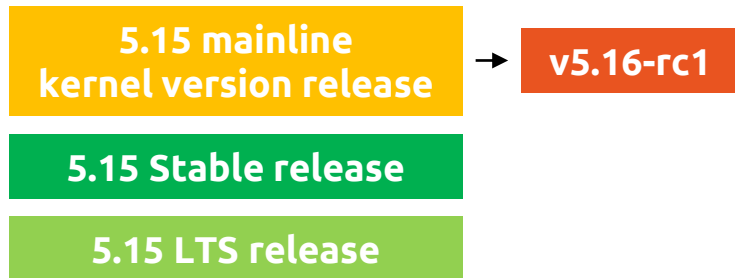 5.15 mainline
kernel version release
v5.16-rc1
5.15 Stable release
5.15 LTS release